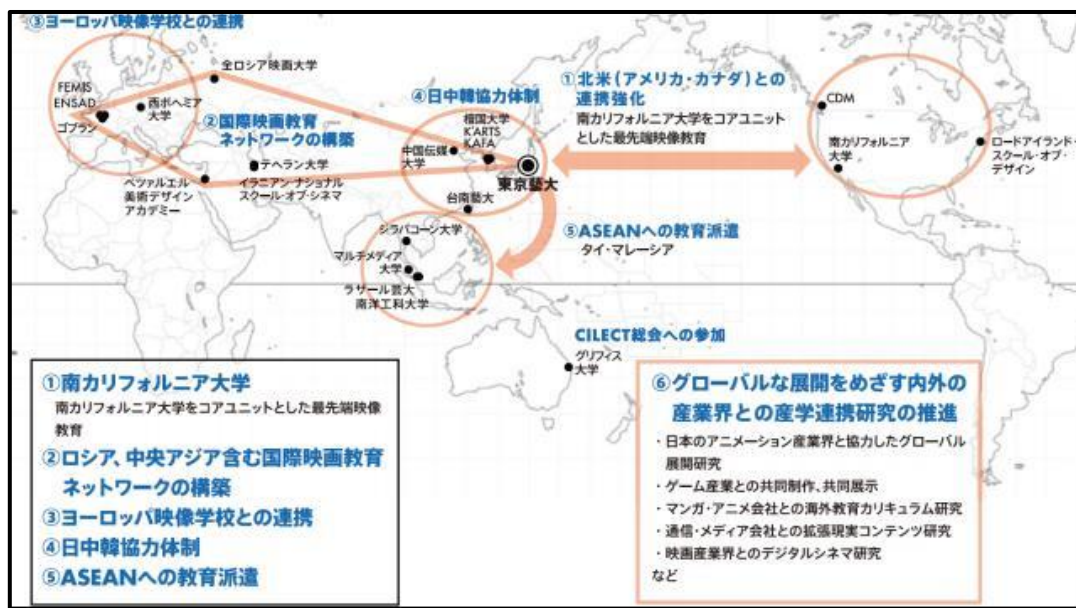 ③ヨーロッパ映像学校との連携
全ロシア映画大学
FEMIS
ENSAD
ゴブラン
西ボヘミア
大学
②国際映画教育
ネットワークの構築
テヘラン大学
イラニアン・ナショナル
スクール・オブ・シネマ
ベツァルエル
美術デザイン
アカデミー
④日中韓協力体制
檀国大学
K'ARTS
KAFA
中国伝媒
大学
東京藝大
台南藝大
①北米(アメリカ・カナダ)との
連携強化
南カリフォルニア大学をコアユニット
とした最先端映像教育
CDM
南カリフォルニア
大学
ロードアイランド・
スクール・オブ・
デザイン
⑤ASEANへの教育派遣
タイ・マレーシア
シラパコーン大学
マルチメディア
大学
ラサール芸大
南洋工科大学
CILECT総会への参加
グリフィス
大学
①南カリフォルニア大学
南カリフォルニア大学をコアユニットとした最先端映像
教育
②ロシア、中央アジア含む国際映画教育
ネットワークの構築
③ヨーロッパ映像学校との連携
④日中韓協力体制
⑤ASEANへの教育派遣
⑥グローバルな展開をめざす内外の
産業界との産学連携研究の推進
・日本のアニメーション産業界と協力したグローバル
展開研究
・ゲーム産業との共同制作、共同展示
・マンガ・アニメ会社との海外教育カリキュラム研究
・通信・メディア会社との拡張現実コンテンツ研究
・映画産業界とのデジタルシネマ研究
など